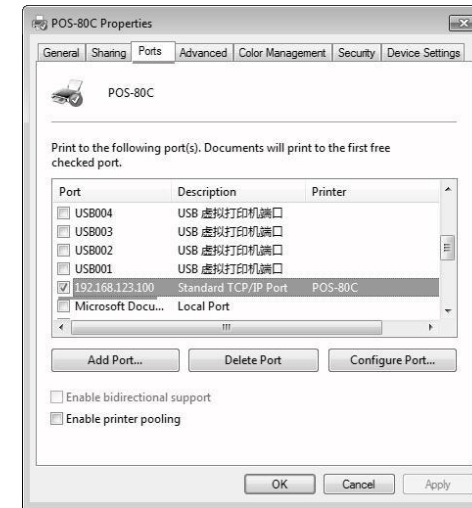 POS-80C Properties
General Sharing Ports Advanced Color Management Security Device Settings
POS-80C
Print to the following port(s). Documents will print to the first free
checked port.
Port Description Printer
USB004 USB 虚拟打印机端口
USB003 USB 虚拟打印机端口
USB002 USB 虚拟打印机端口
USB001 USB 虚拟打印机端口
192.168.123.100 Standard TCP/IP Port POS-80C
Microsoft Docu... Local Port
Add Port... Delete Port Configure Port...
Enable bidirectional support
Enable printer pooling
OK Cancel Apply